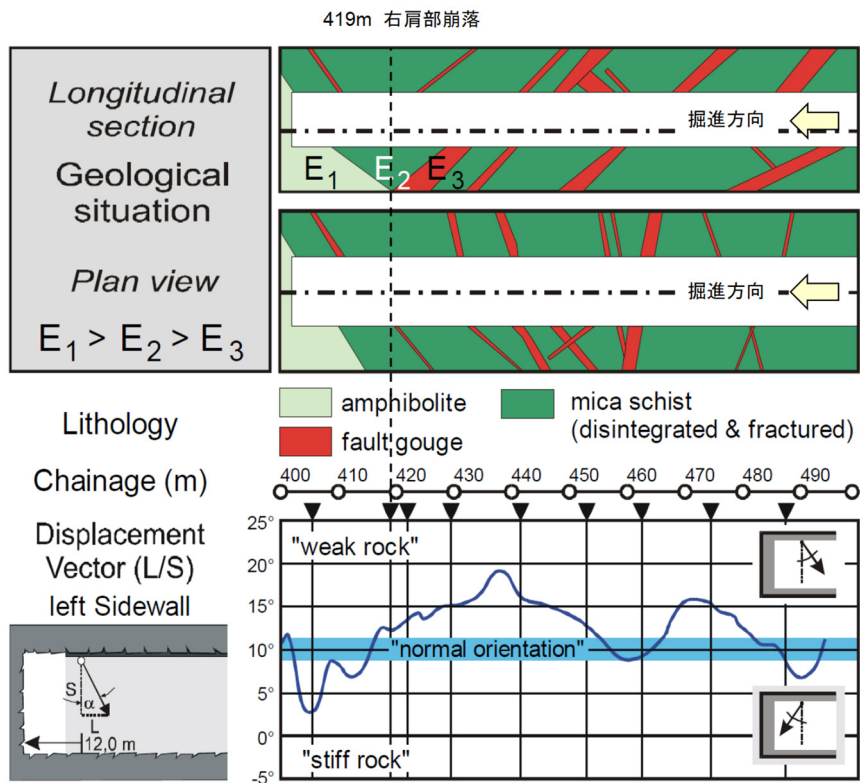 419m 右肩部崩落
Longitudinal
section
Geological
situation
Plan view
E1 > E2 > E3
掘進方向
E1 E2 E3
掘進方向
Lithology
amphibolite
mica schist
(disintegrated & fractured)
fault gouge
Chainage (m)
400 410 420 430 440 450 460 470 480 490
Displacement
Vector (L/S)
left Sidewall
S
α
L
12,0 m
25°
20°
15°
10°
5°
0°
-5°
"weak rock"
"normal orientation"
"stiff rock"